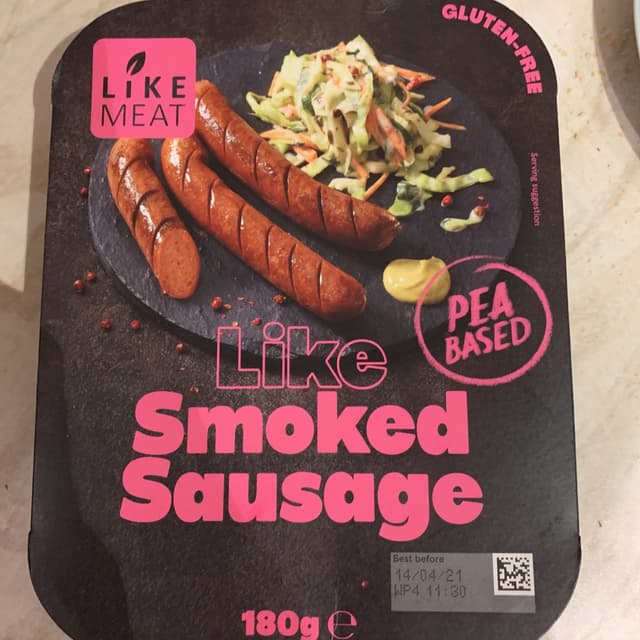 GLUTEN-FREE
LiKE
MEAT
Serving suggestion
PEA
BASED
Like
Smoked
Sausage
Best before
14/04/21
WP4 11:30
180g e